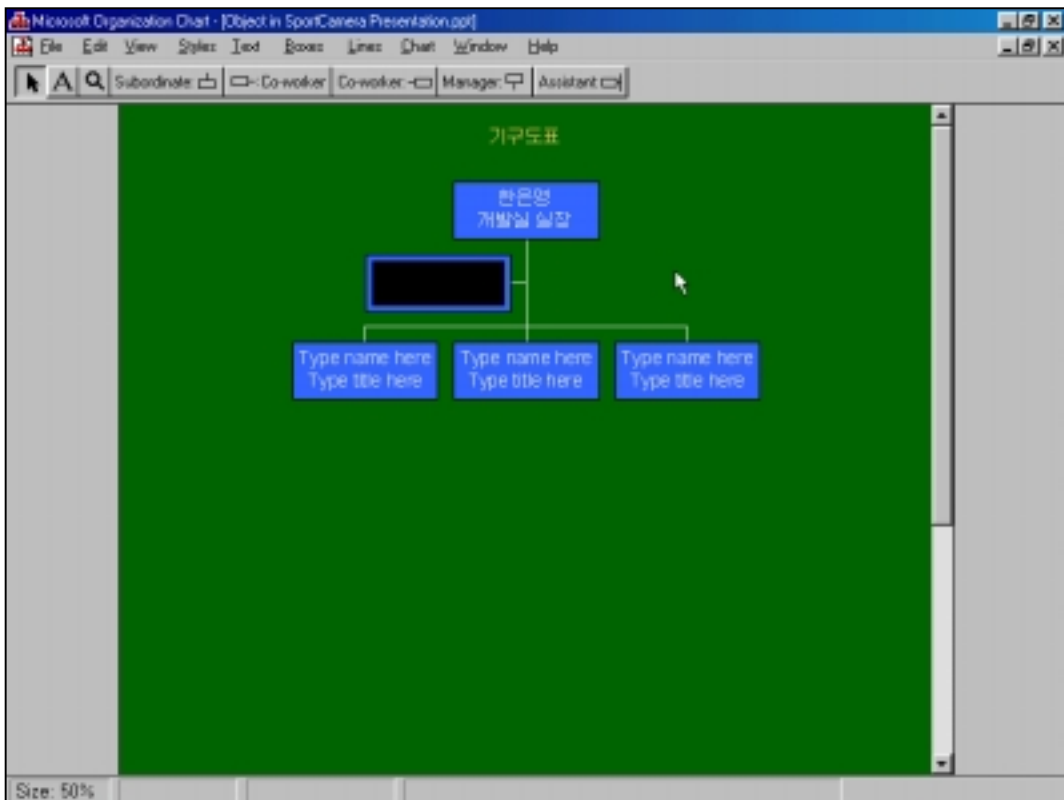 Microsoft Organization Chart - [Object in SportCamera Presentation.ppt]
File Edit View Styles Text Boxes Lines Chart Window Help
A Subordinate: :Co-worker Co-worker: Manager: Assistant:
기구도표
한은영
개발실 실장
Type name here Type name here Type name here
Type title here Type title here Type title here
Size: 50%